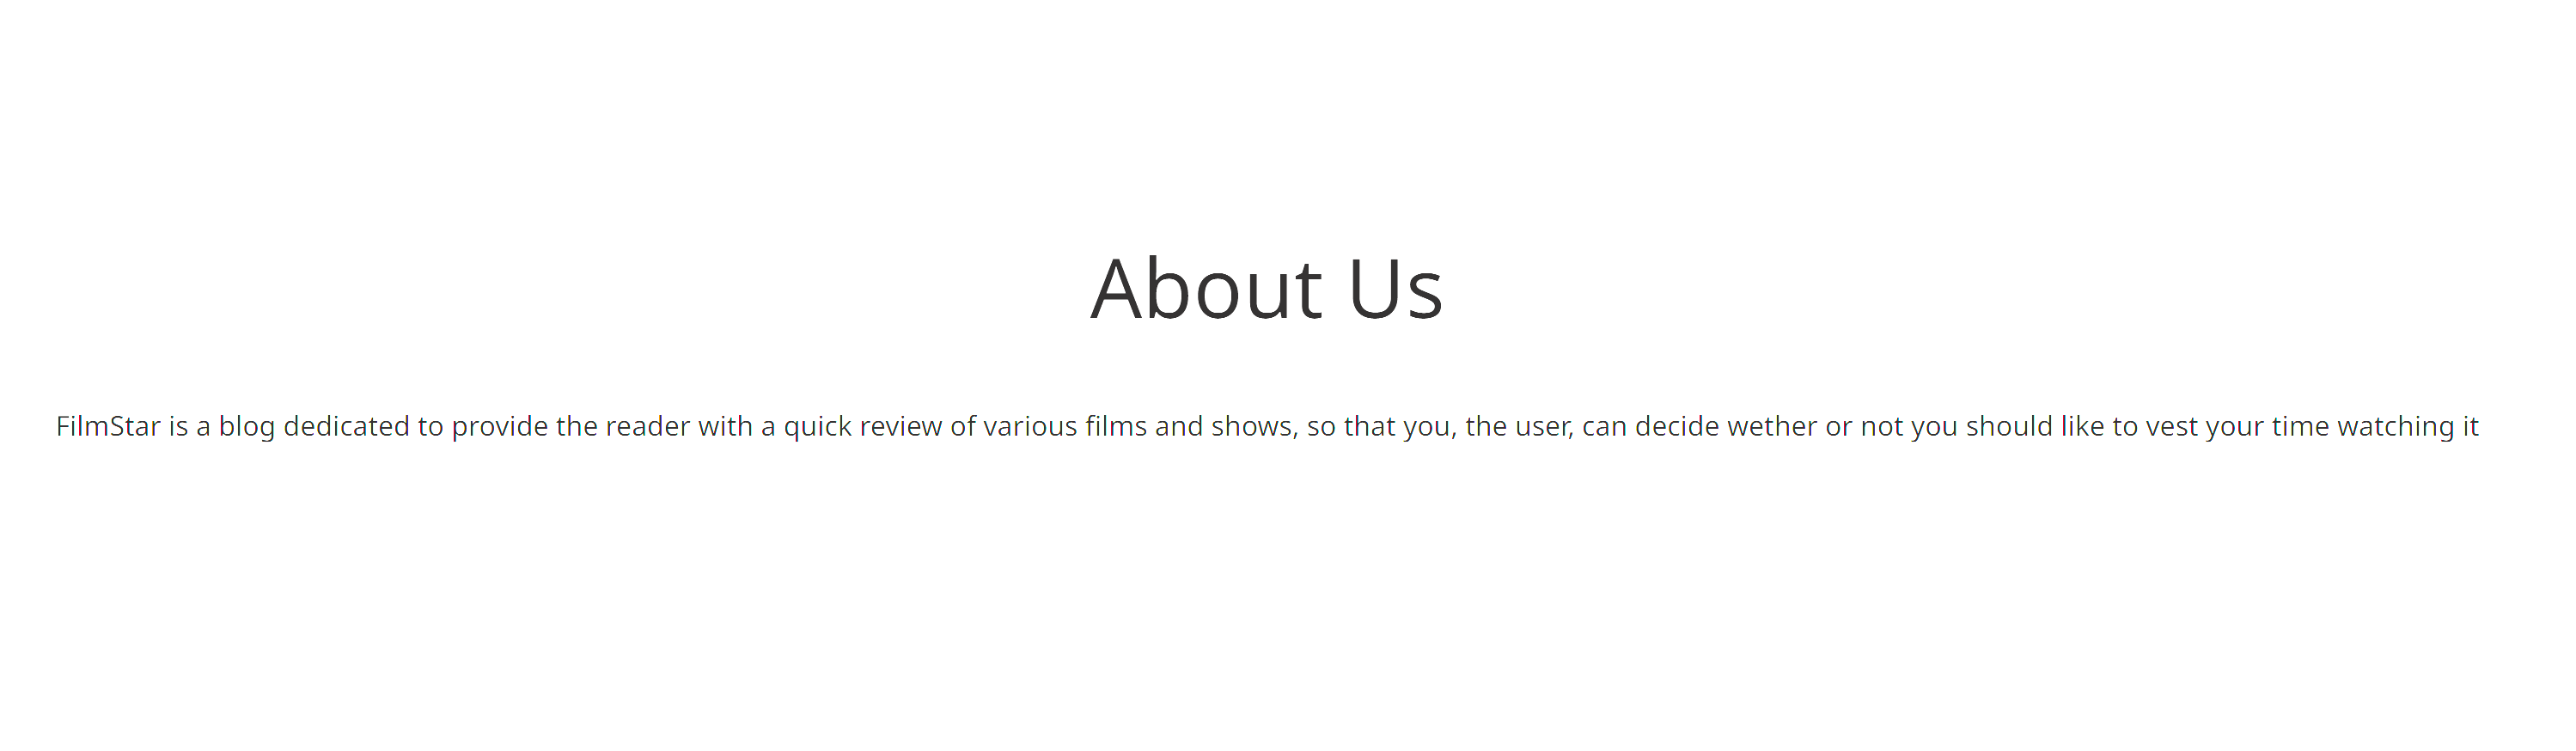 About Us
FilmStar is a blog dedicated to provide the reader with a quick review of various films and shows, so that you, the user, can decide wether or not you should like to vest your time watching it